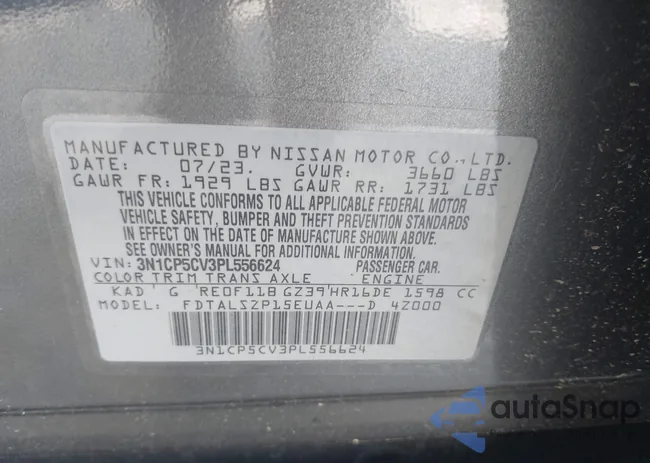 MANUFACTURED BY NISSAN MOTOR CO., LTD.
DATE: 07/23. GVWR: 3660 LBS
GAWR FR: 1929 LBS GAWR RR: 1731 LBS
THIS VEHICLE CONFORMS TO ALL APPLICABLE FEDERAL MOTOR
VEHICLE SAFETY, BUMPER AND THEFT PREVENTION STANDARDS
IN EFFECT ON THE DATE OF MANUFACTURE SHOWN ABOVE.
SEE OWNER'S MANUAL FOR ADDITIONAL INFORMATION.
VIN: 3N1CP5CV3PL556624 PASSENGER CAR.
COLOR TRIM TRANS AXLE ENGINE
KAD G RE0F11B GZ39 HR16DE 1598 CC
MODEL: FDTALSZP15EUAA---D 4Z000
3N1CP5CV3PL556624
autoSnap